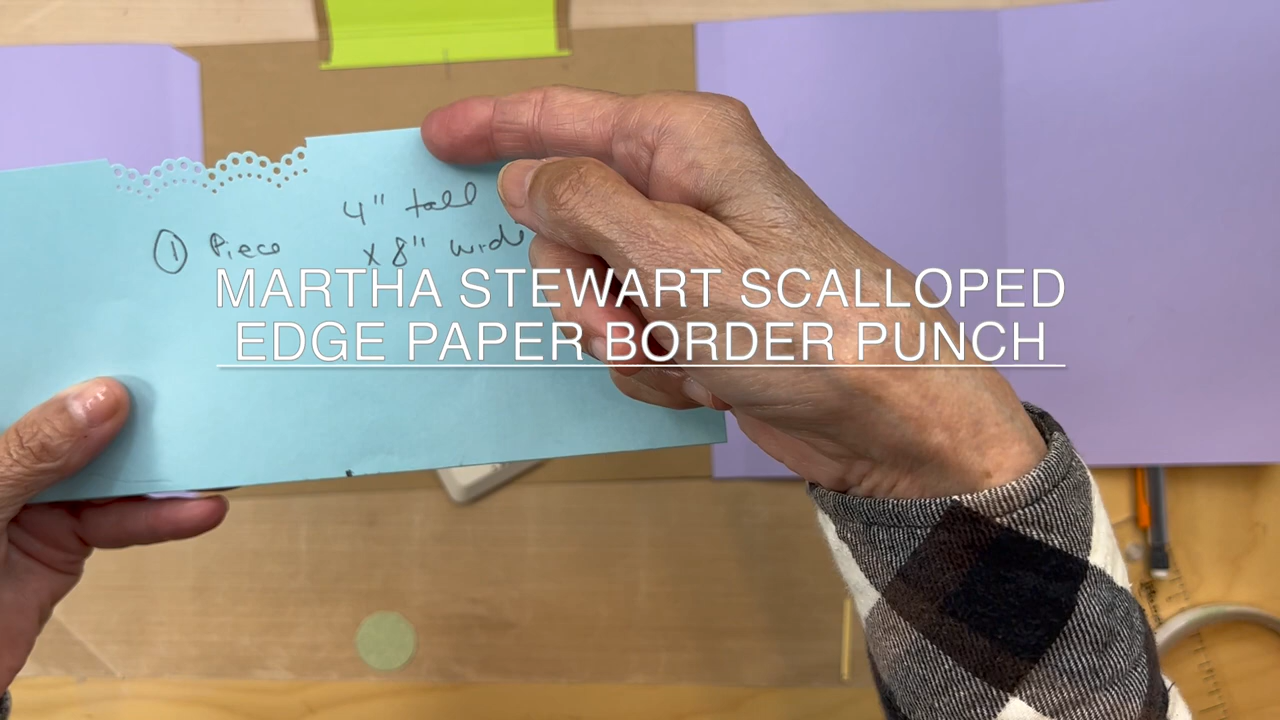 4" tall
① Piece x 8" wide
MARTHA STEWART SCALLOPED
EDGE PAPER BORDER PUNCH